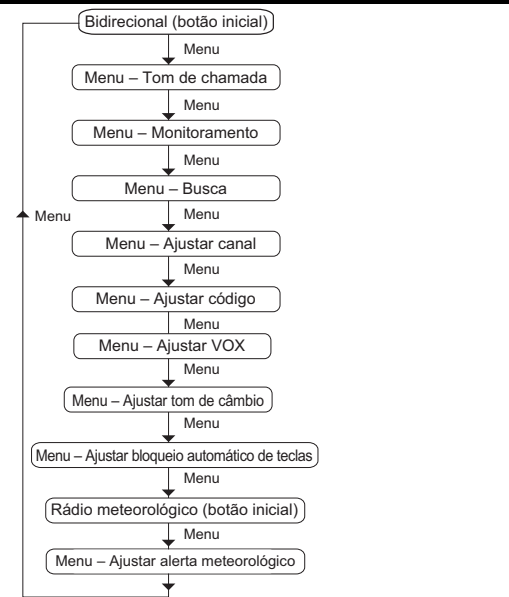 Bidirecional (botão inicial)
Menu
Menu – Tom de chamada
Menu
Menu – Monitoramento
Menu
Menu – Busca
Menu
Menu
Menu – Ajustar canal
Menu
Menu – Ajustar código
Menu
Menu – Ajustar VOX
Menu
Menu – Ajustar tom de câmbio
Menu
Menu – Ajustar bloqueio automático de teclas
Menu
Rádio meteorológico (botão inicial)
Menu
Menu – Ajustar alerta meteorológico